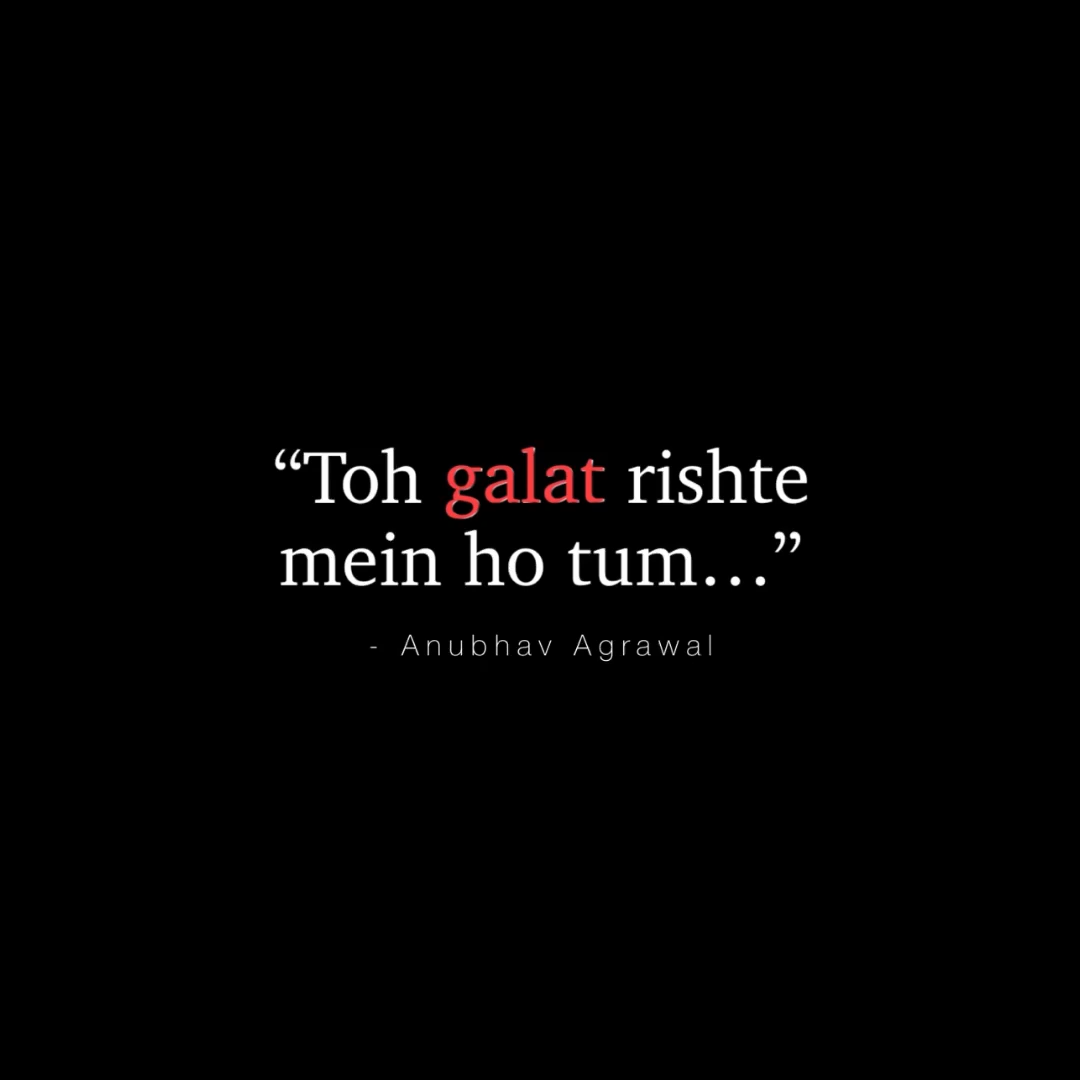 “Toh galat rishte
mein ho tum...”
- Anubhav Agrawal